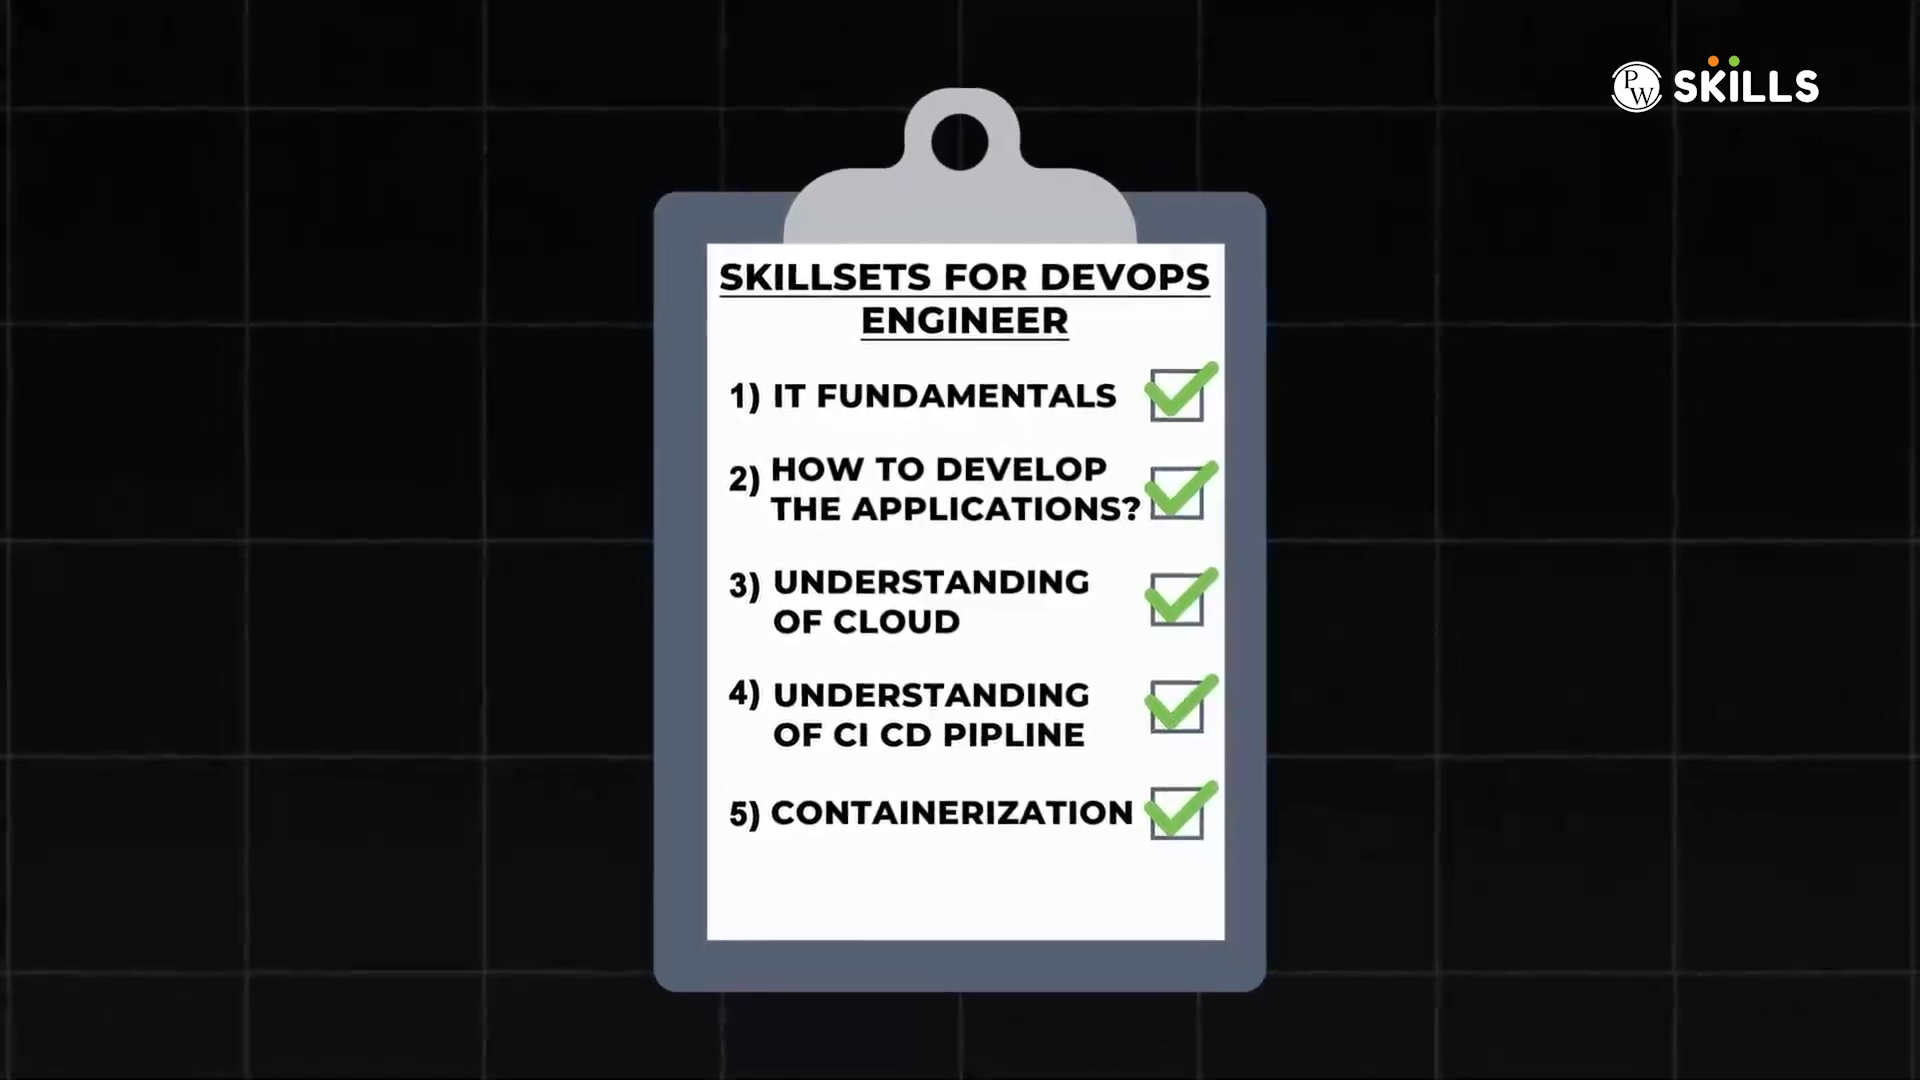 PW SKILLS
SKILLSETS FOR DEVOPS
ENGINEER
1) IT FUNDAMENTALS
2) HOW TO DEVELOP
THE APPLICATIONS?
3) UNDERSTANDING
OF CLOUD
4) UNDERSTANDING
OF CI CD PIPLINE
5) CONTAINERIZATION